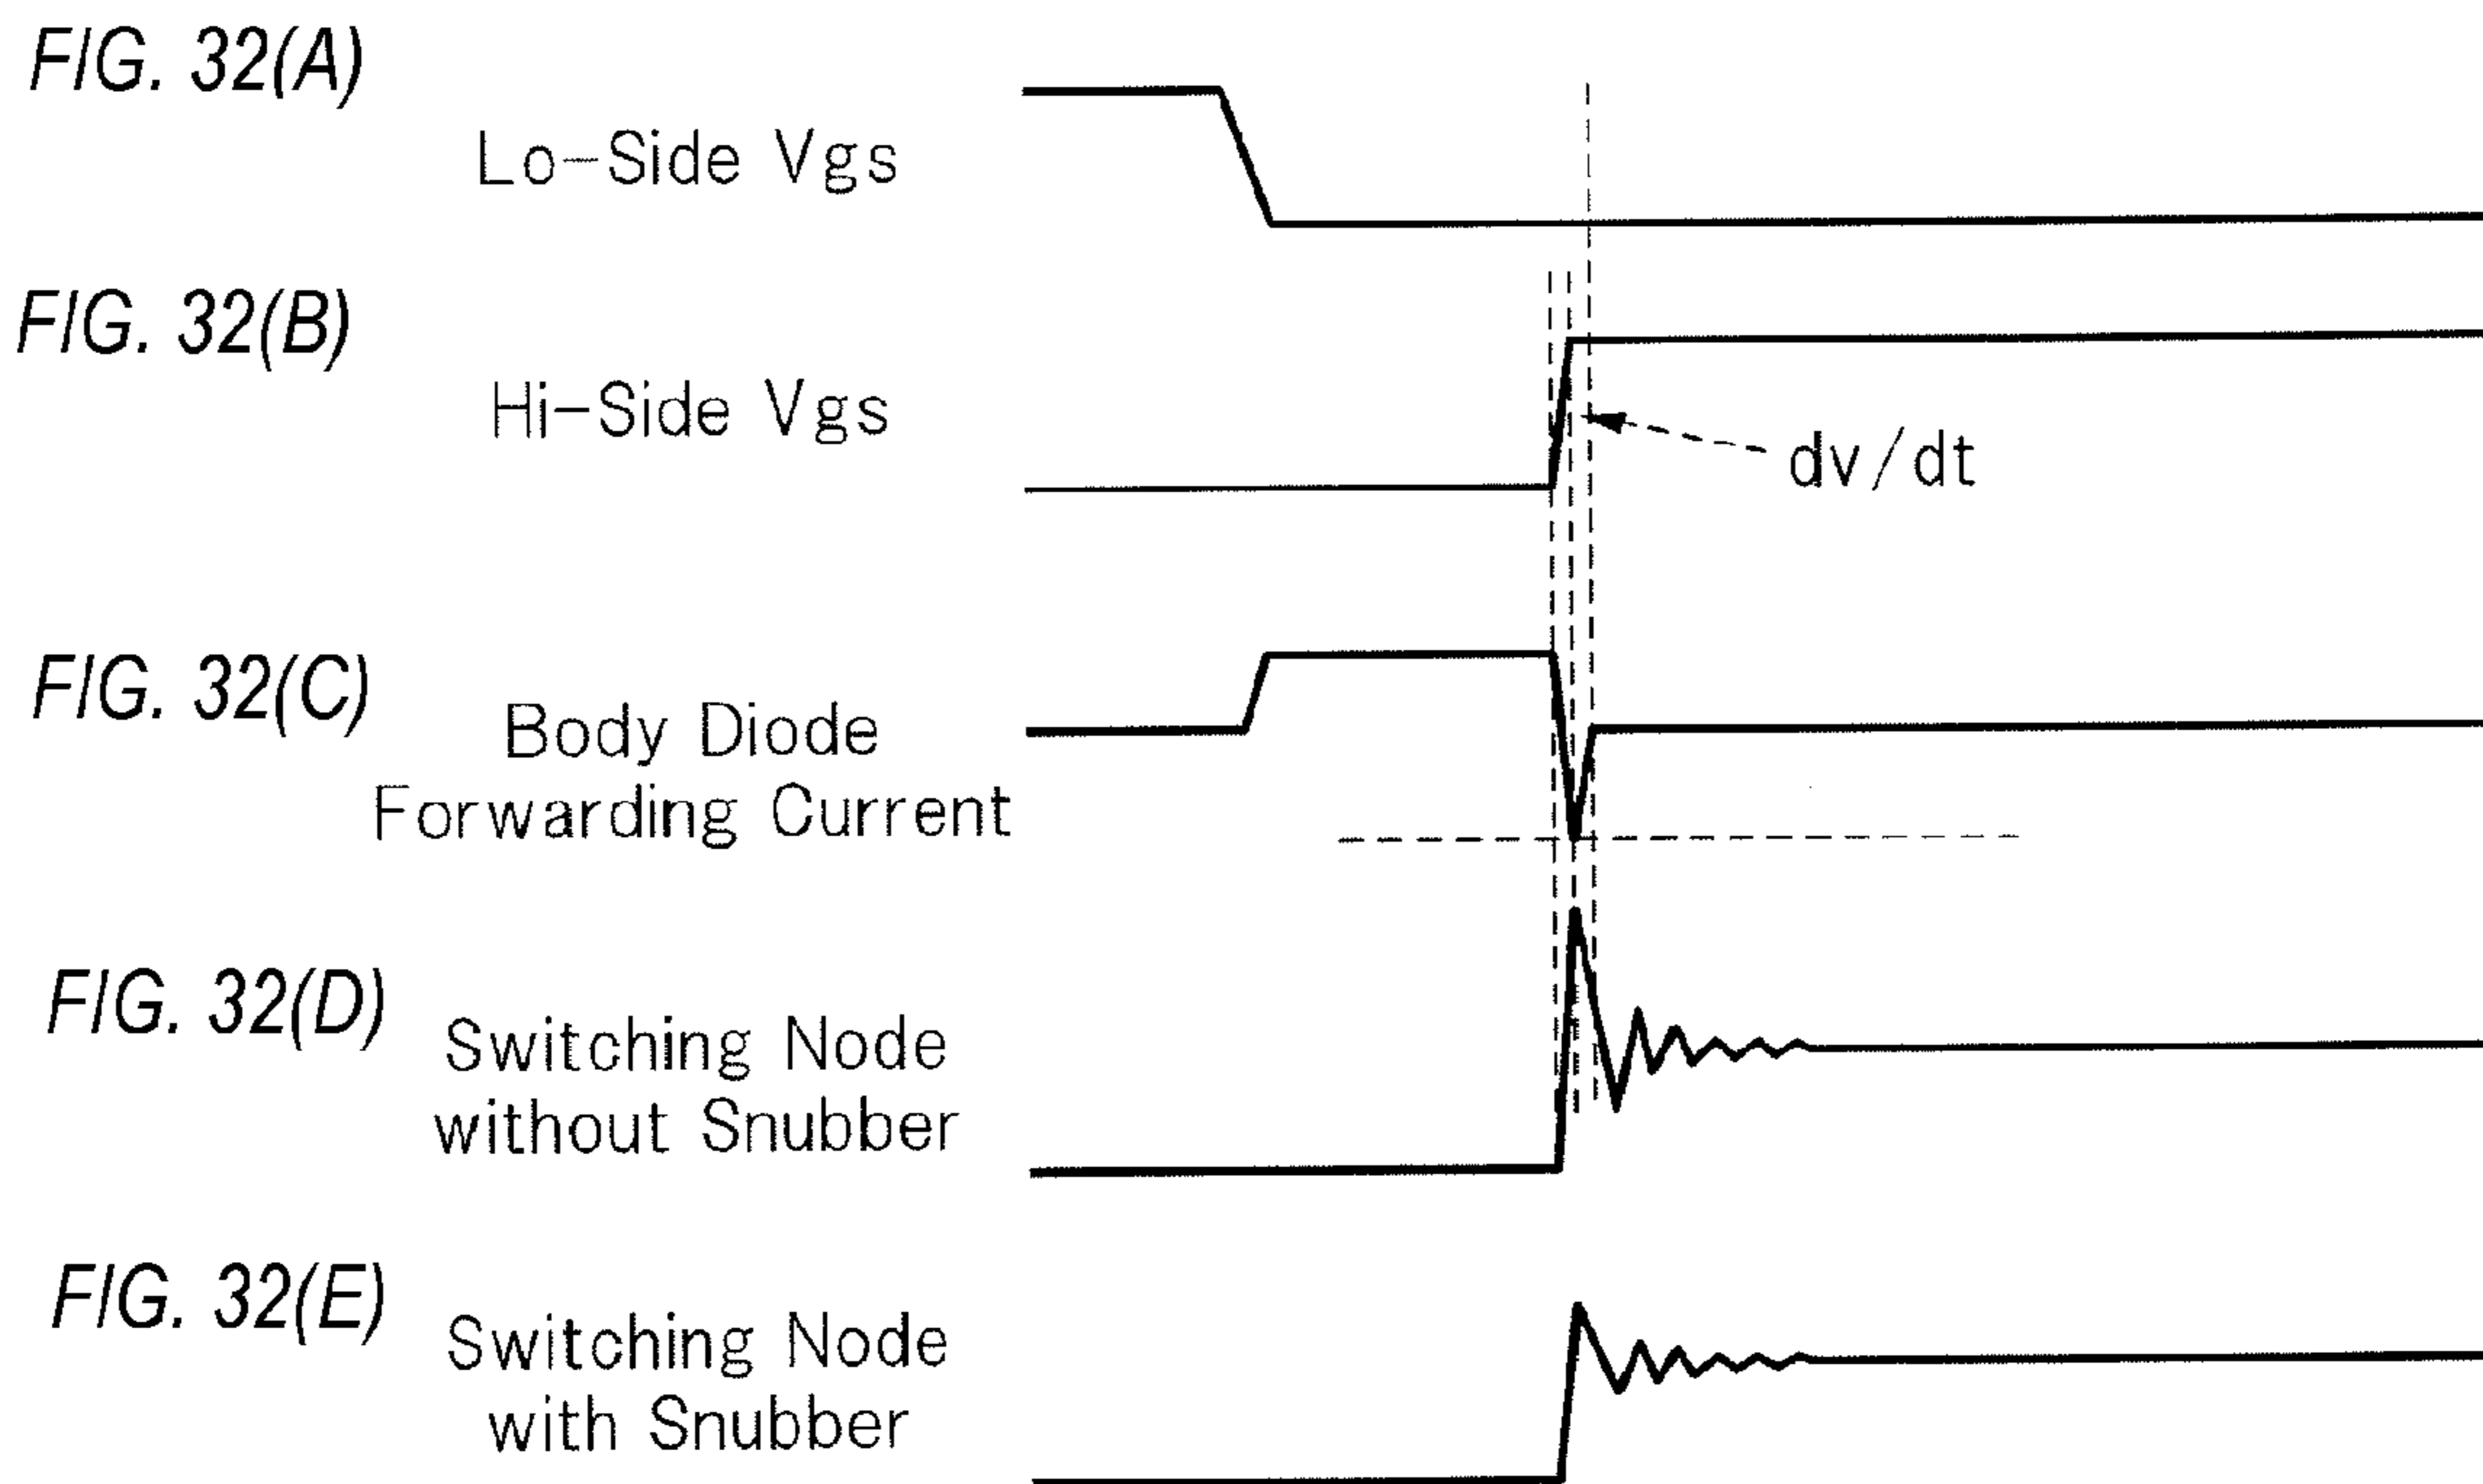 FIG. 32(A)
Lo-Side Vgs
FIG. 32(B)
Hi-Side Vgs
dv/dt
FIG. 32(C)
Body Diode
Forwarding Current
FIG. 32(D)
Switching Node
without Snubber
FIG. 32(E)
Switching Node
with Snubber